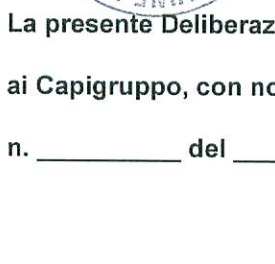 La presente Deliberaz
ai Capigruppo, con no
n. __________ del ___